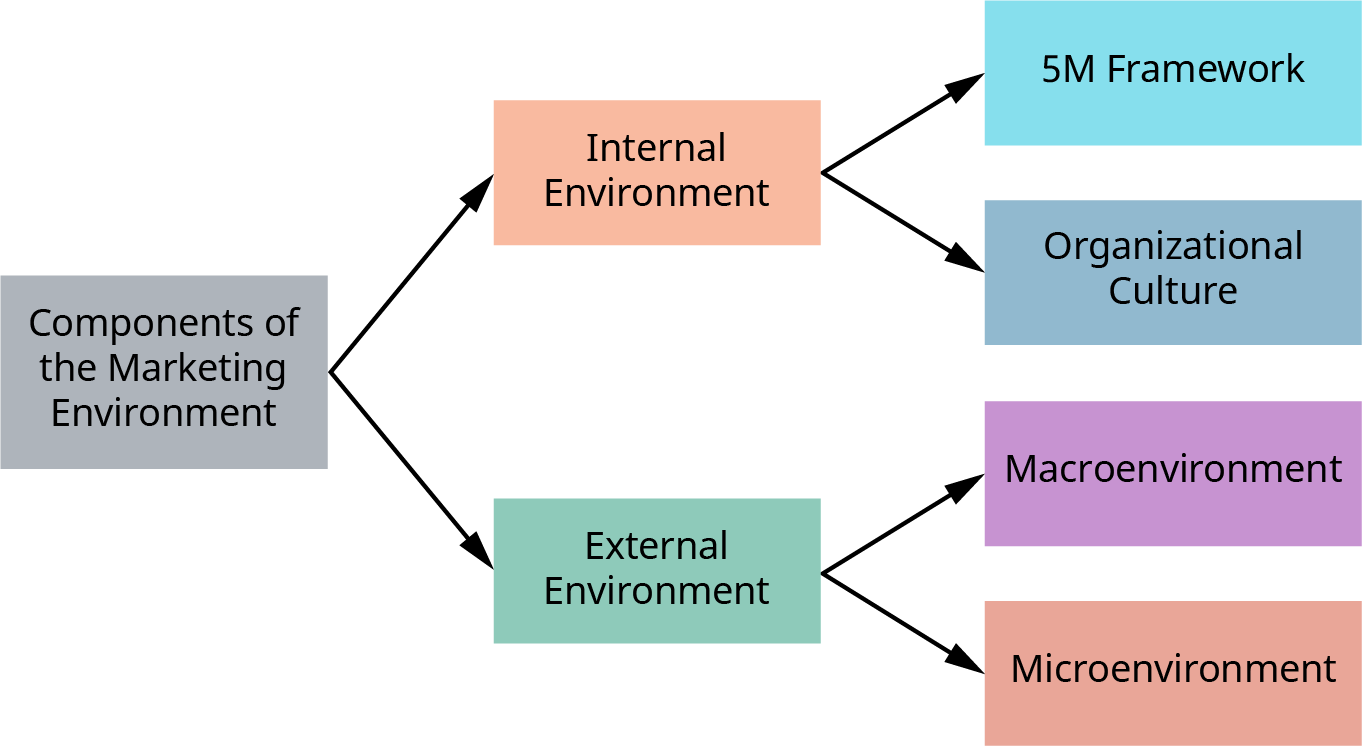 Components of
the Marketing
Environment
Internal
Environment
External
Environment
5M Framework
Organizational
Culture
Macroenvironment
Microenvironment